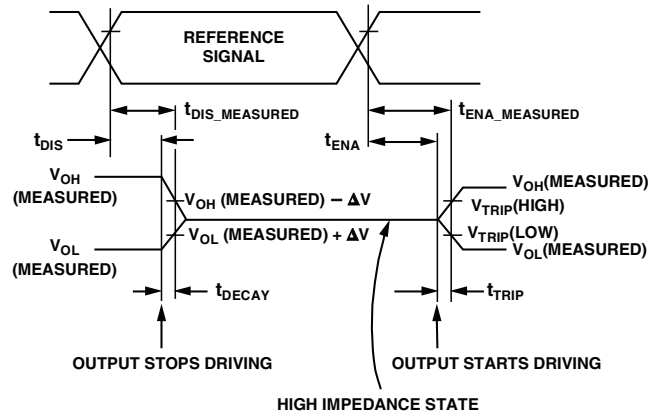 REFERENCE
SIGNAL
tDIS_MEASURED
tENA_MEASURED
tDIS
tENA
VOH
(MEASURED)
VOH (MEASURED) – ΔV
VOH(MEASURED)
VTRIP(HIGH)
VOL (MEASURED) + ΔV
VTRIP(LOW)
VOL
(MEASURED)
VOL(MEASURED)
tDECAY
tTRIP
OUTPUT STOPS DRIVING
OUTPUT STARTS DRIVING
HIGH IMPEDANCE STATE